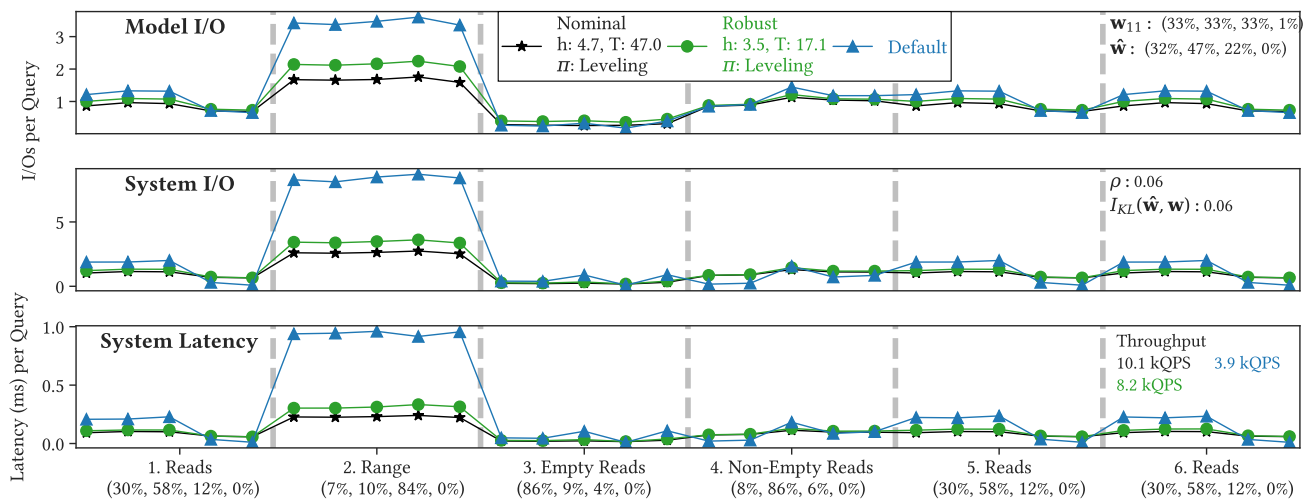 Model I/O
Nominal
h: 4.7, T: 47.0
π: Leveling
Robust
h: 3.5, T: 17.1
π: Leveling
Default
w₁₁ : (33%, 33%, 33%, 1%)
ŵ : (32%, 47%, 22%, 0%)
3
2
1
I/Os per Query
System I/O
ρ : 0.06
I_KL(ŵ, w) : 0.06
5
0
System Latency
Throughput
10.1 kQPS 3.9 kQPS
8.2 kQPS
1.0
0.5
0.0
Latency (ms) per Query
1. Reads
(30%, 58%, 12%, 0%)
2. Range
(7%, 10%, 84%, 0%)
3. Empty Reads
(86%, 9%, 4%, 0%)
4. Non-Empty Reads
(8%, 86%, 6%, 0%)
5. Reads
(30%, 58%, 12%, 0%)
6. Reads
(30%, 58%, 12%, 0%)